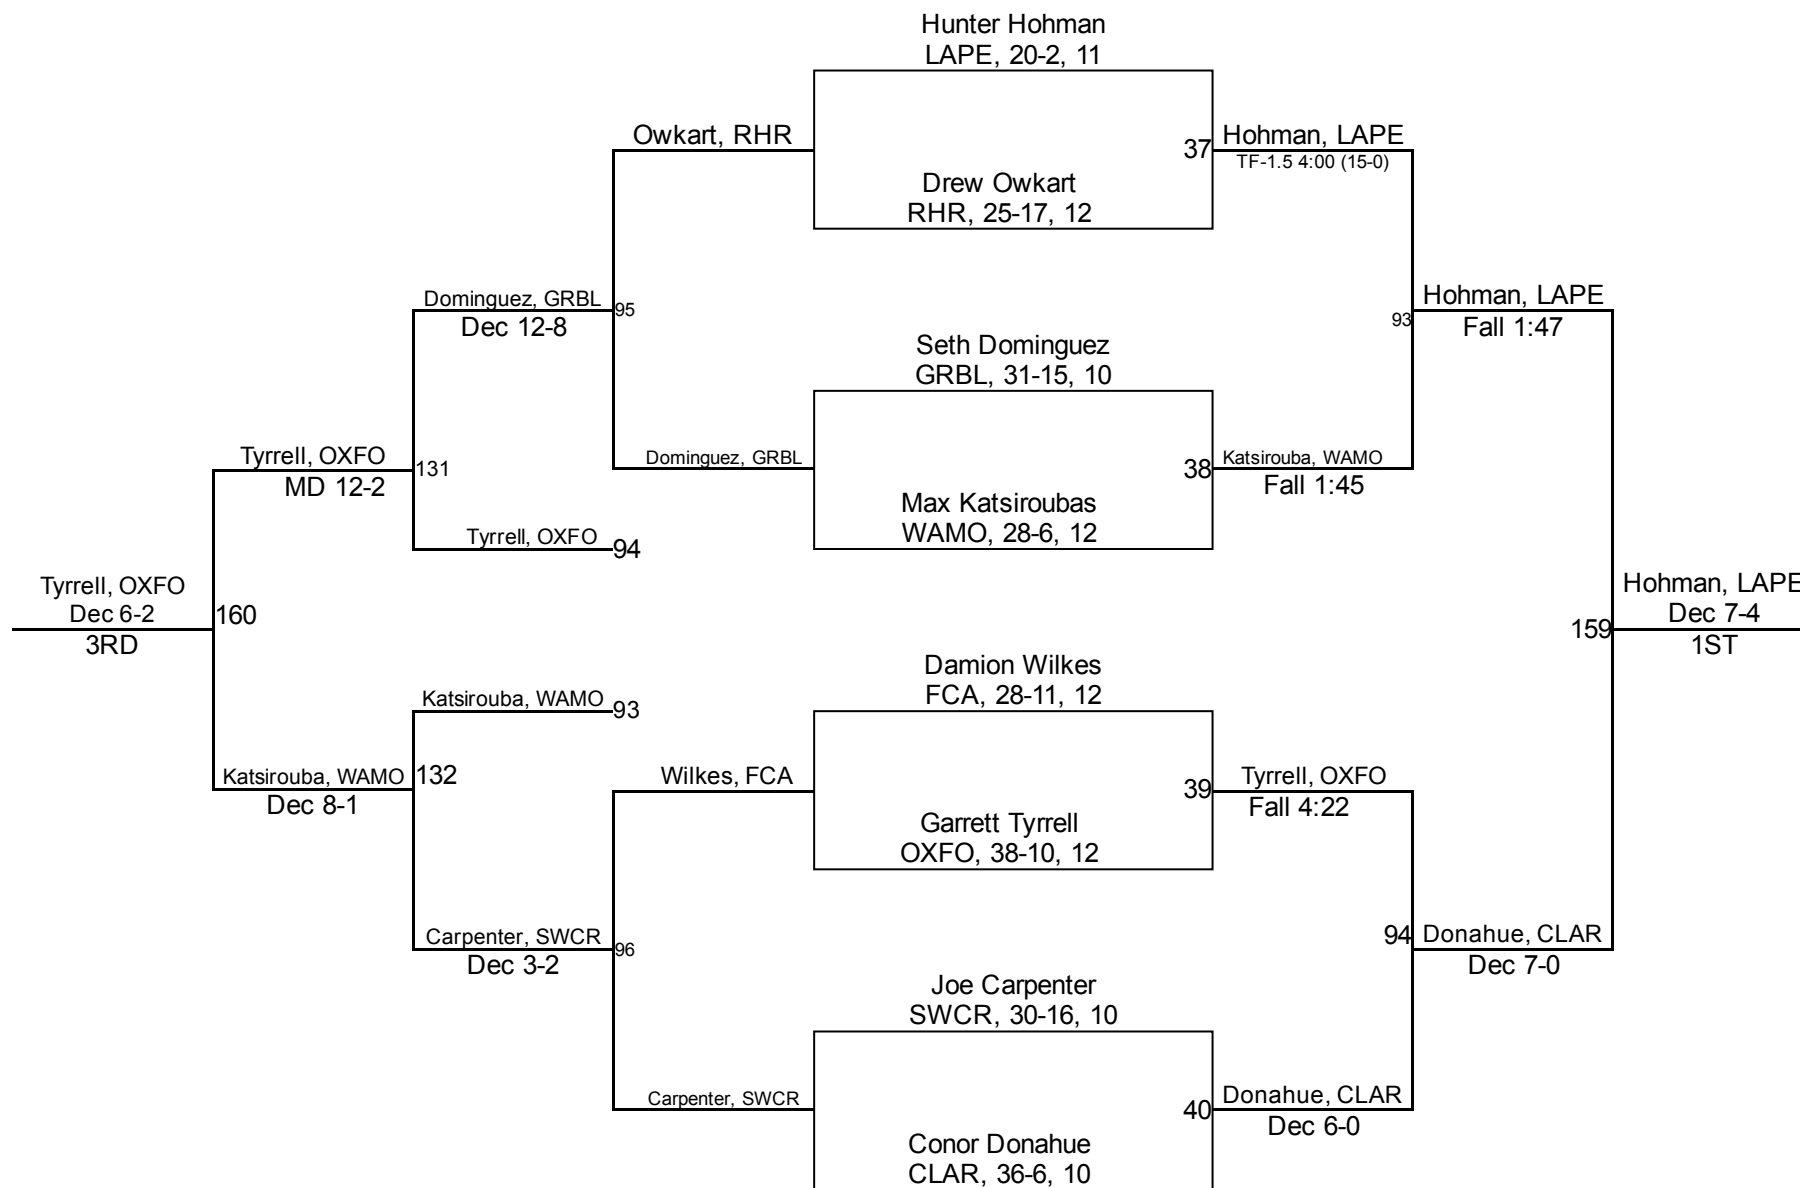 Hunter Hohman
LAPE, 20-2, 11
Owkart, RHR
37
Hohman, LAPE
TF-1.5 4:00 (15-0)
Drew Owkart
RHR, 25-17, 12
Dominguez, GRBL
Dec 12-8
95
93
Hohman, LAPE
Fall 1:47
Seth Dominguez
GRBL, 31-15, 10
Tyrrell, OXFO
MD 12-2
131
Dominguez, GRBL
38
Katsirouba, WAMO
Fall 1:45
Max Katsiroubas
WAMO, 28-6, 12
Tyrrell, OXFO
94
Tyrrell, OXFO
Dec 6-2
3RD
160
159
Hohman, LAPE
Dec 7-4
1ST
Damion Wilkes
FCA, 28-11, 12
Katsirouba, WAMO
93
Katsirouba, WAMO
Dec 8-1
132
Wilkes, FCA
39
Tyrrell, OXFO
Fall 4:22
Garrett Tyrrell
OXFO, 38-10, 12
Carpenter, SWCR
Dec 3-2
96
94
Donahue, CLAR
Dec 7-0
Joe Carpenter
SWCR, 30-16, 10
Carpenter, SWCR
40
Donahue, CLAR
Dec 6-0
Conor Donahue
CLAR, 36-6, 10